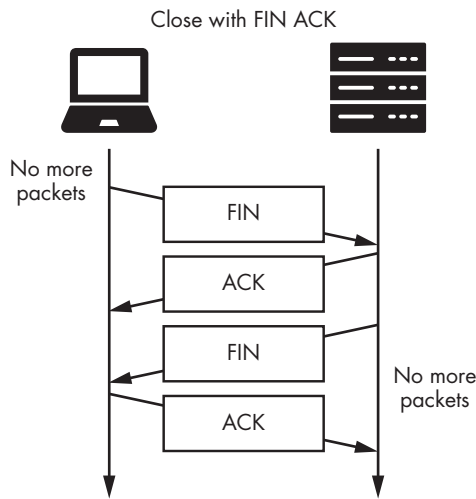 Close with FIN ACK
No more
packets
FIN
ACK
FIN
No more
packets
ACK